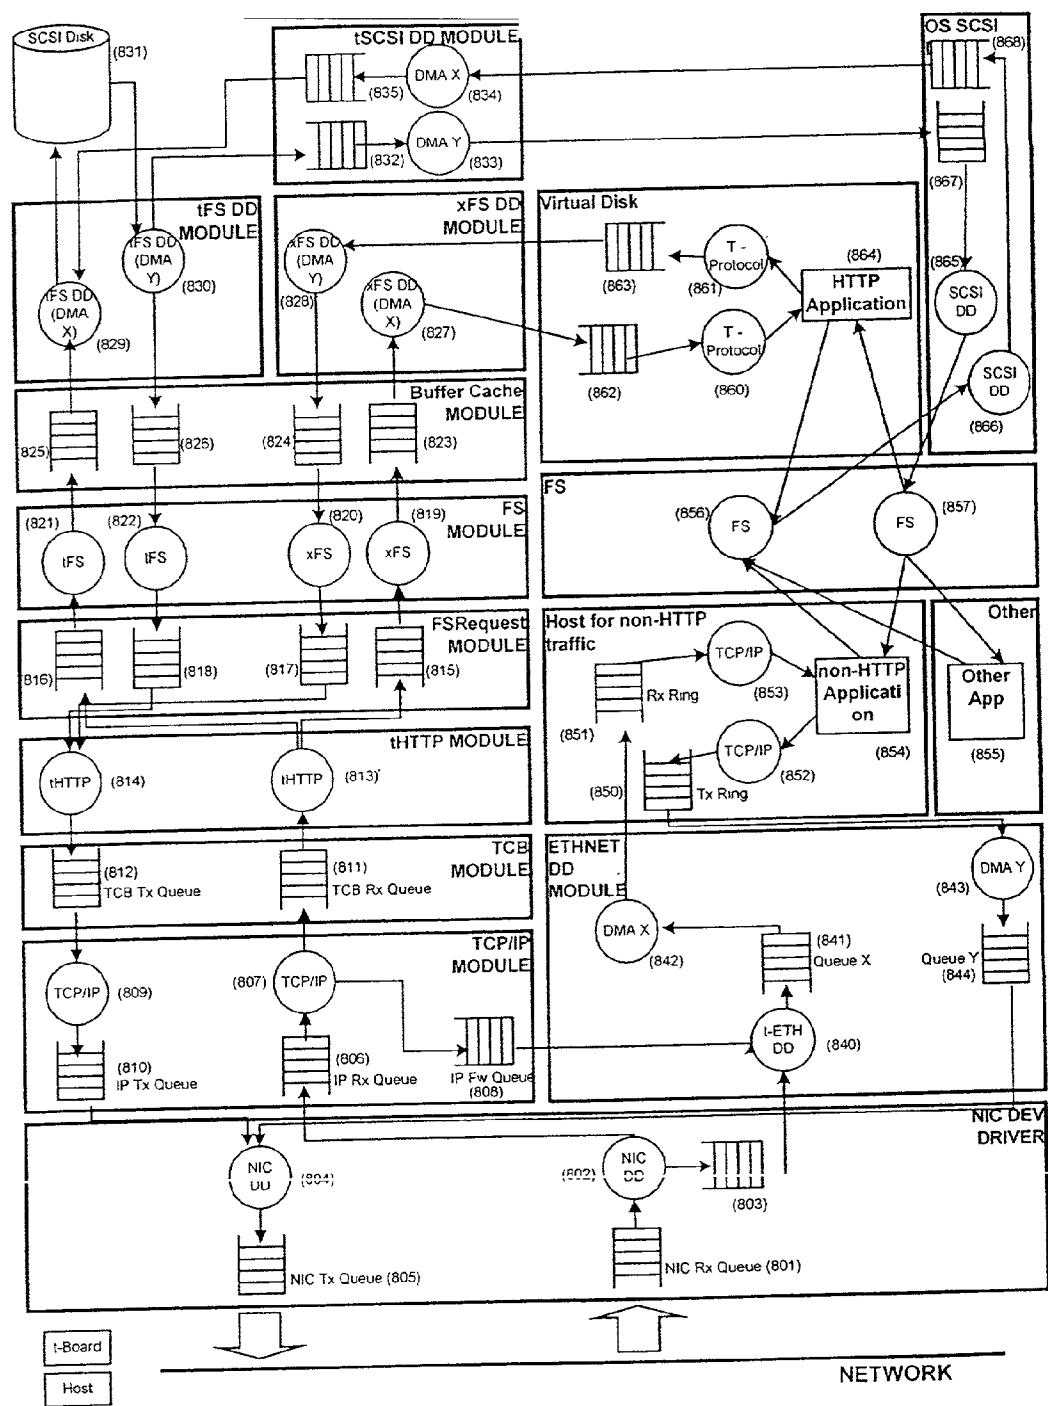 SCSI Disk
(831)
tSCSI DD MODULE
DMA X
(835)
(834)
DMA Y
(832)
(833)
OS SCSI
(868)
(867)
(865)
SCSI DD
SCSI DD
(866)
tFS DD MODULE
tFS DD (DMA Y)
(830)
tFS DD (DMA X)
(829)
xFS DD MODULE
xFS DD (DMA Y)
(828)
xFS DD (DMA X)
(827)
Virtual Disk
(863)
T - Protocol
(861)
(864)
HTTP Application
(862)
T - Protocol
(860)
Buffer Cache MODULE
(825)
(825)
(824)
(823)
FS MODULE
(821)
tFS
(822)
tFS
(820)
xFS
(819)
xFS
FS
(856)
FS
FS
(857)
FSRequest MODULE
(816)
(818)
(817)
(815)
Host for non-HTTP traffic
Rx Ring
(851)
TCP/IP
(853)
non-HTTP Applicati on
(854)
TCP/IP
(852)
(850)
Tx Ring
Other
Other App
(855)
tHTTP MODULE
tHTTP
(814)
tHTTP
(813)
TCB MODULE
(812)
TCB Tx Queue
(811)
TCB Rx Queue
ETHNET DD MODULE
DMA X
(842)
(841)
Queue X
DMA Y
(843)
Queue Y
(844)
t-ETH DD
(840)
TCP/IP MODULE
TCP/IP
(809)
(807)
TCP/IP
(810)
IP Tx Queue
(806)
IP Rx Queue
IP Fw Queue
(808)
NIC DEV DRIVER
NIC DD
(804)
(802)
NIC DD
(803)
NIC Tx Queue (805)
NIC Rx Queue (801)
t-Board
Host
NETWORK